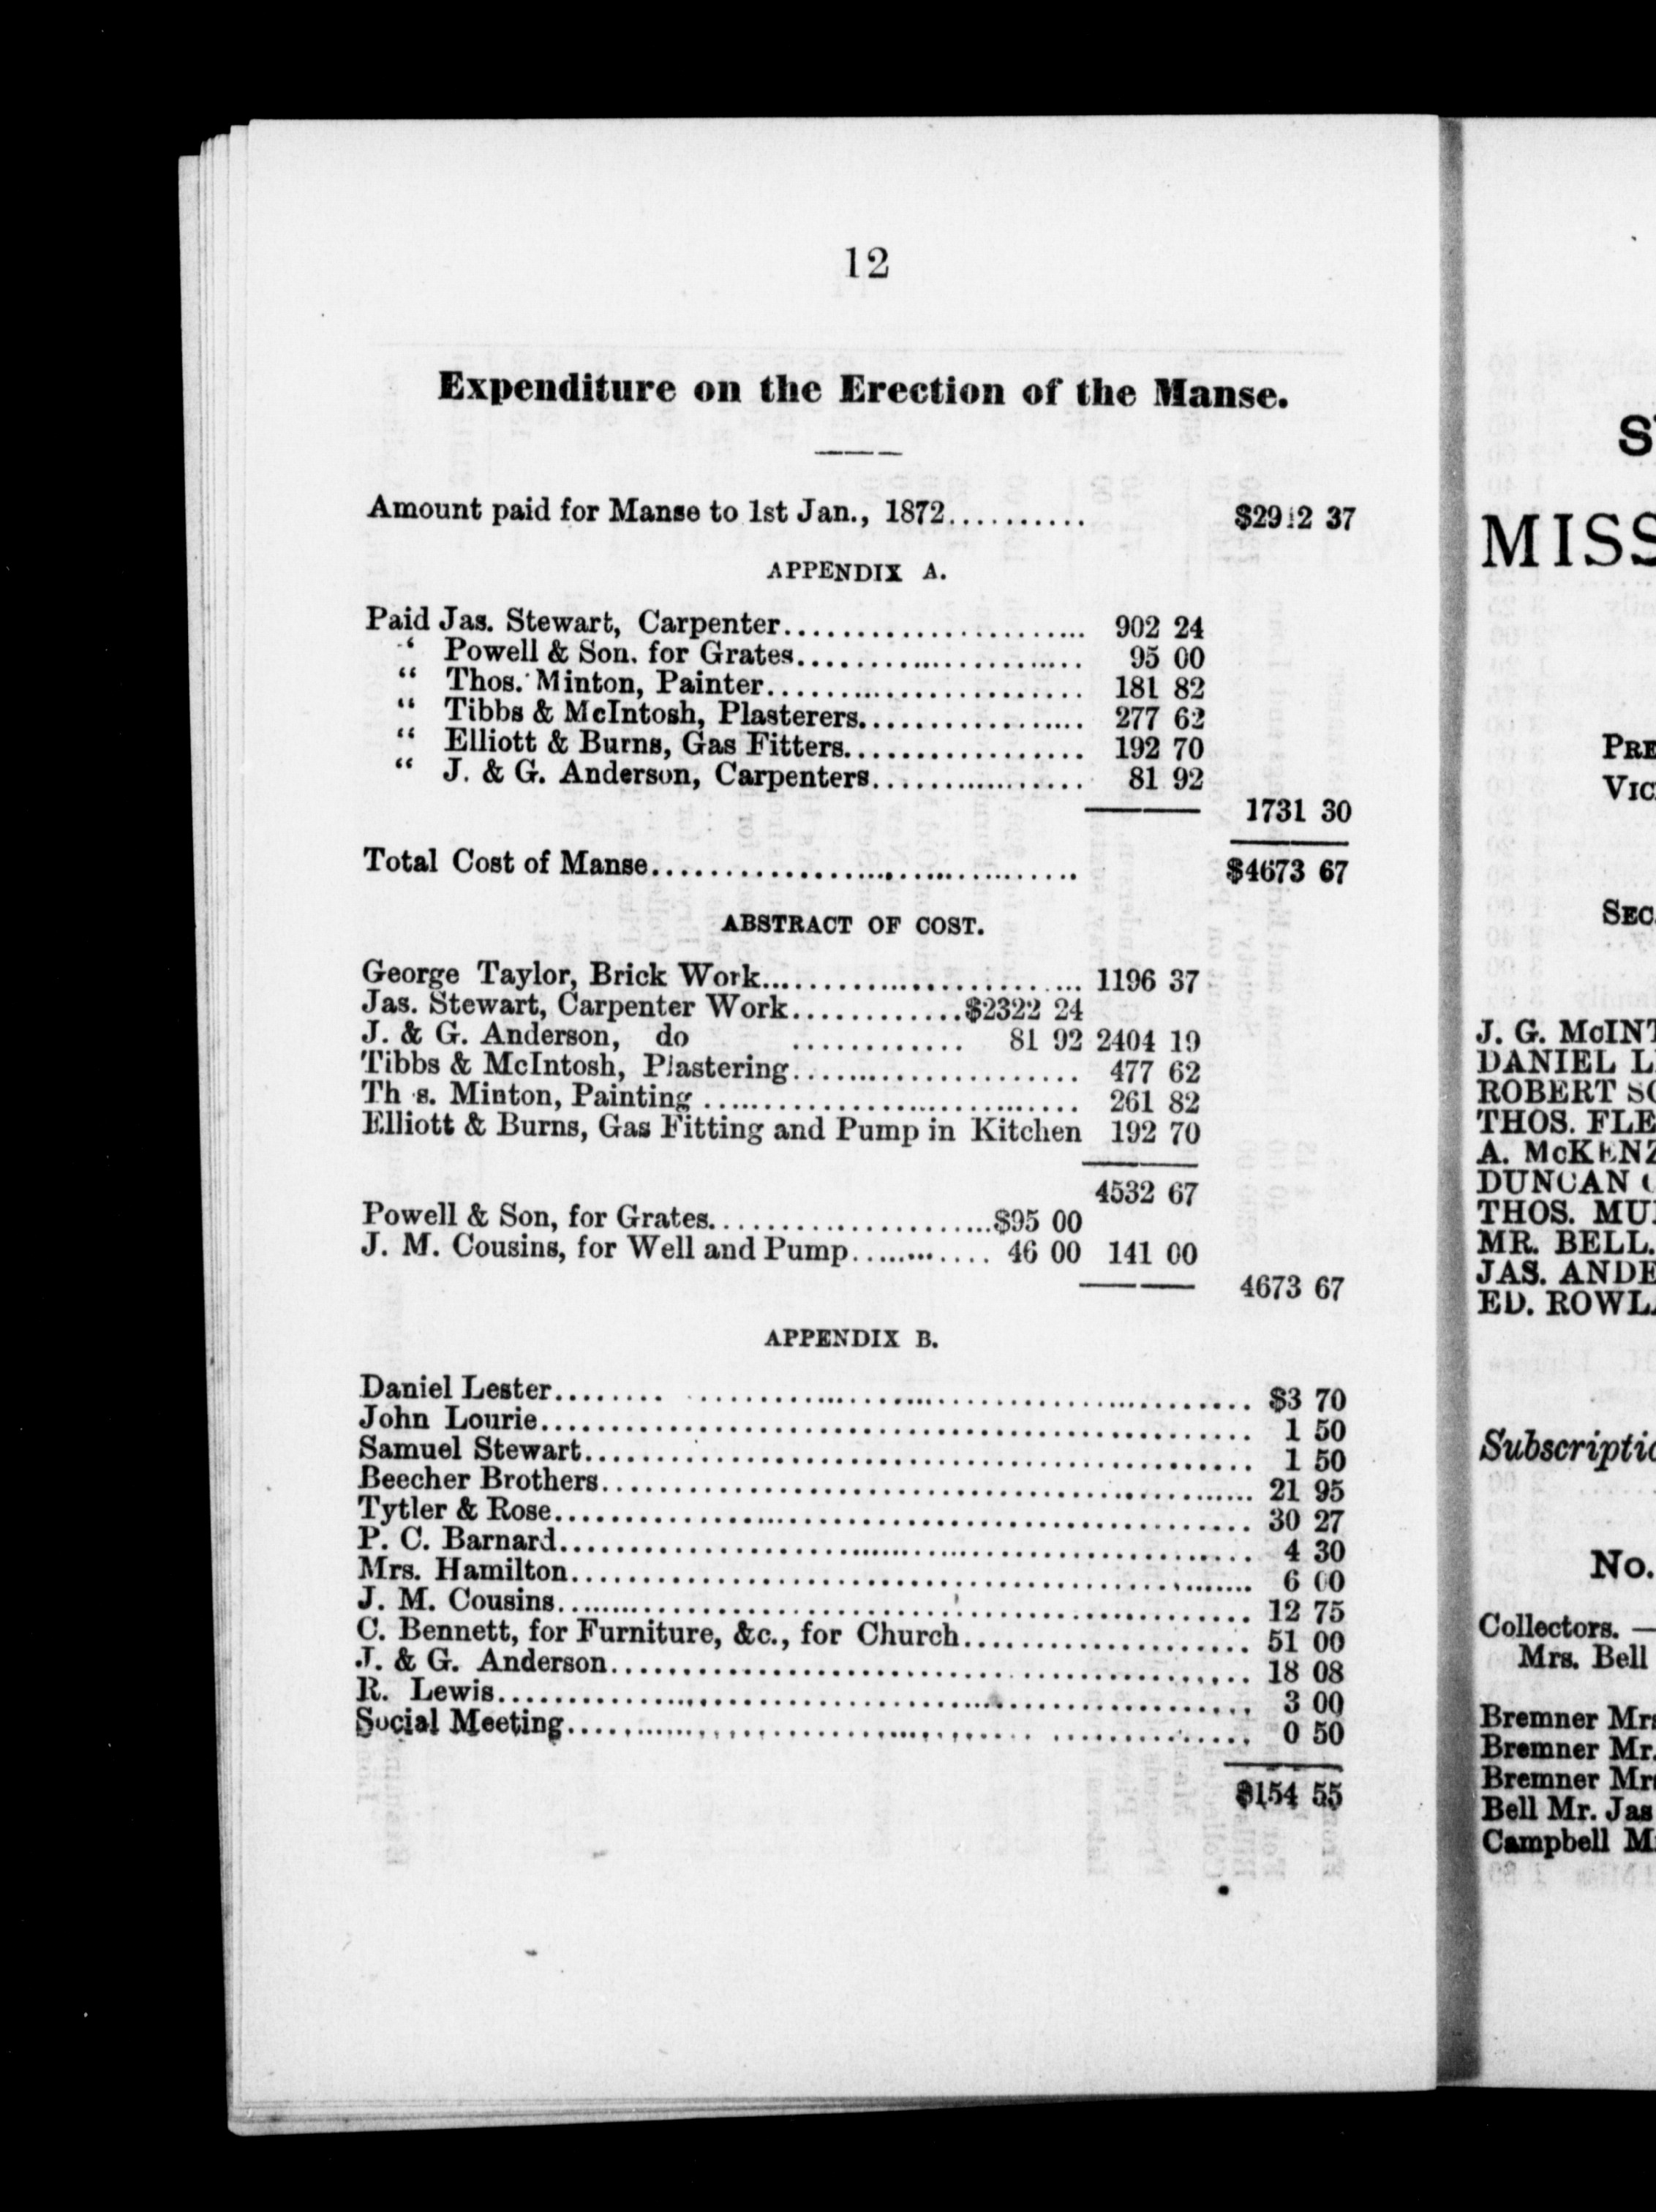 12
Expenditure on the Erection of the Manse.
Amount paid for Manse to 1st Jan., 1872.......... $2912 37
APPENDIX A.
Paid Jas. Stewart, Carpenter...................... 902 24
‘ Powell & Son. for Grates...................... 95 00
“ Thos. Minton, Painter...................... 181 82
“ Tibbs & McIntosh, Plasterers.................. 277 62
“ Elliott & Burns, Gas Fitters................... 192 70
“ J. & G. Anderson, Carpenters................ 81 92
1731 30
Total Cost of Manse.............................. $4673 67
ABSTRACT OF COST.
George Taylor, Brick Work........................ 1196 37
Jas. Stewart, Carpenter Work............$2322 24
J. & G. Anderson, do ............ 81 92 2404 19
Tibbs & McIntosh, Plastering...................... 477 62
Th s. Minton, Painting ............................ 261 82
Elliott & Burns, Gas Fitting and Pump in Kitchen 192 70
4532 67
Powell & Son, for Grates......................$95 00
J. M. Cousins, for Well and Pump............ 46 00 141 00
4673 67
APPENDIX B.
Daniel Lester........ ........................................ $3 70
John Lourie.................................................. 1 50
Samuel Stewart............................................... 1 50
Beecher Brothers.............................................. 21 95
Tytler & Rose................................................. 30 27
P. C. Barnard................................................. 4 30
Mrs. Hamilton................................................ 6 00
J. M. Cousins................................................. 12 75
C. Bennett, for Furniture, &c., for Church.................... 51 00
J. & G. Anderson............................................. 18 08
R. Lewis..................................................... 3 00
Social Meeting................................ .............. 0 50
$154 55
MISS
J. G. McINT
DANIEL L
ROBERT SC
THOS. FLE
A. McKENZ
DUNCAN
THOS. MU
MR. BELL.
JAS. ANDE
ED. ROWL
Subscriptio
No.
Collectors. —
Mrs. Bell
Bremner Mrs
Bremner Mr.
Bremner Mrs
Bell Mr. Jas
Campbell M